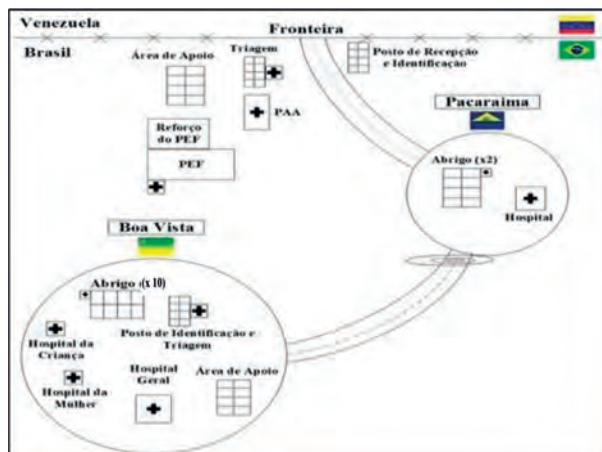 Venezuela
Fronteira
Brasil
Área de Apoio
Triagem
Posto de Recepção
e Identificação
PAA
Reforço
do PEF
PEF
Pacaraima
Abrigo (x2)
Hospital
Boa Vista
Abrigo (x 10)
Posto de Identificação e
Triagem
Hospital da
Criança
Hospital da
Mulher
Hospital
Geral
Área de Apoio